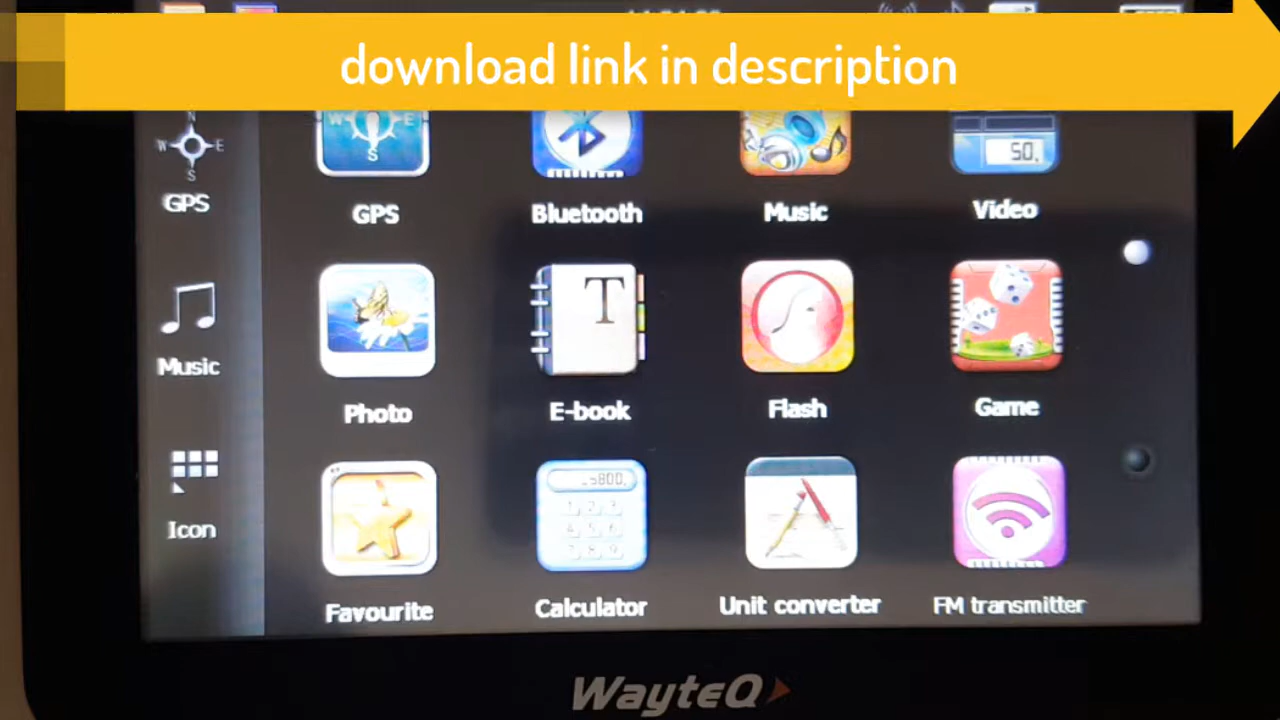 download link in description
W E
S
50.
N
W E
S
GPS
GPS
Bluetooth
Music
Video
T
Music
Photo
E-book
Flash
Game
Icon
Favourite
Calculator
Unit converter
FM transmitter
WayteQ